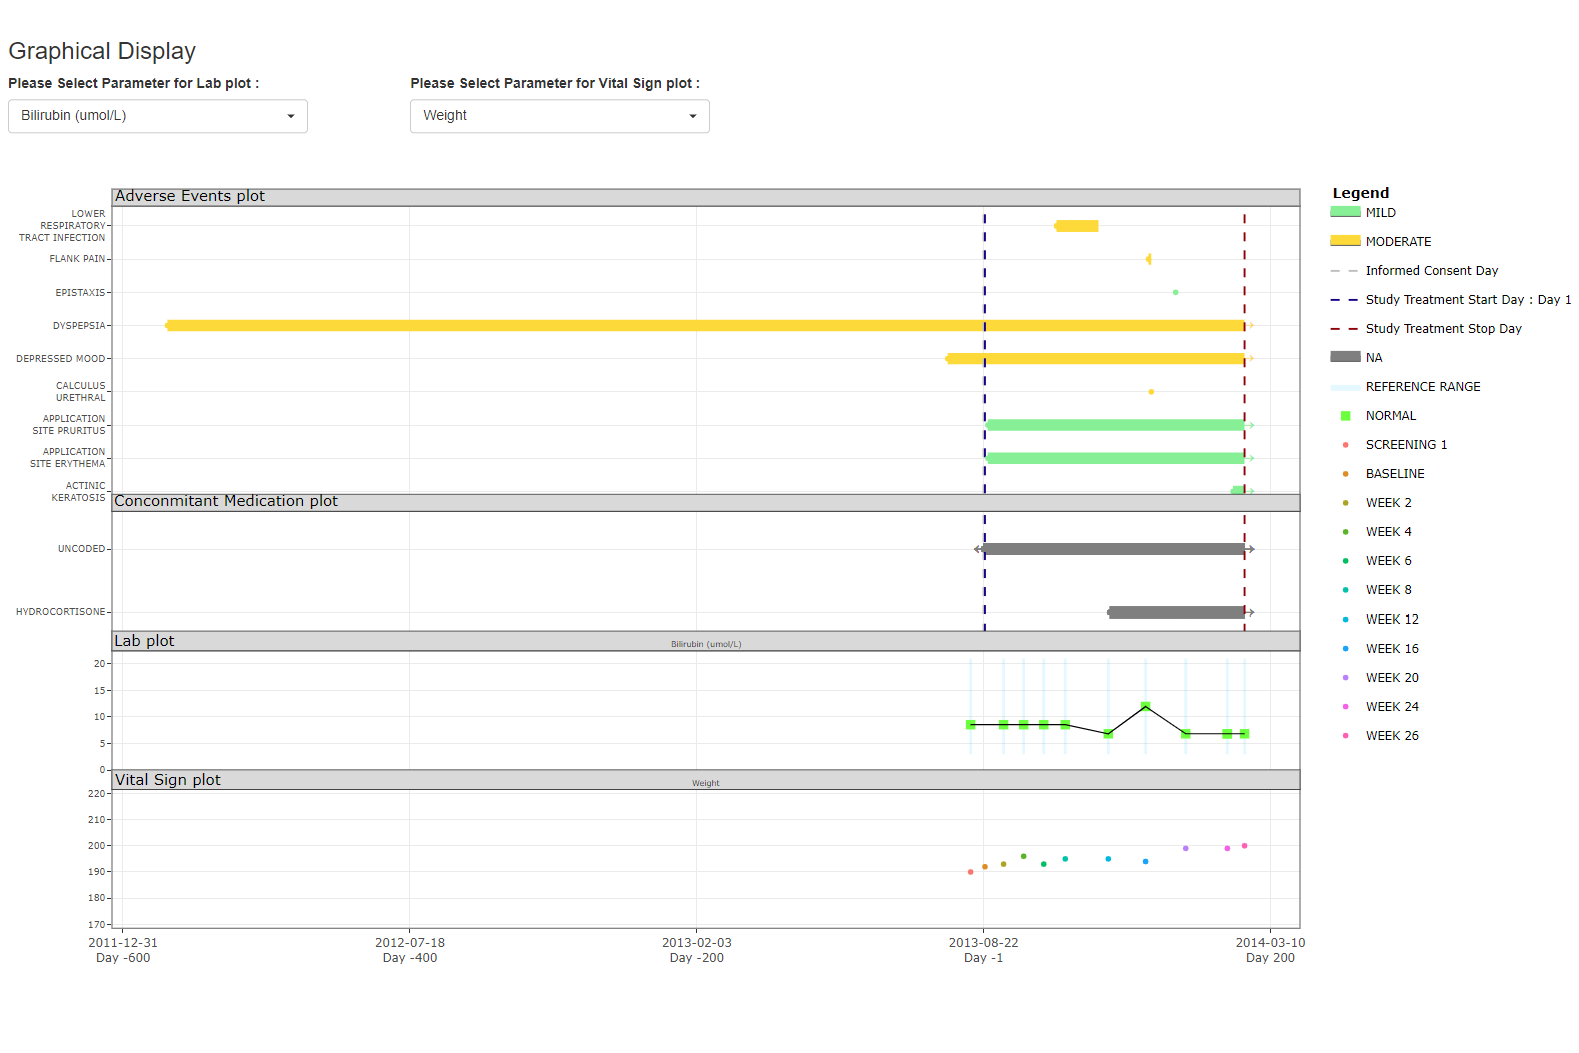 Graphical Display
Please Select Parameter for Lab plot :
Please Select Parameter for Vital Sign plot :
Bilirubin (umol/L)
Weight
Adverse Events plot
LOWER
RESPIRATORY
TRACT INFECTION
FLANK PAIN
EPISTAXIS
DYSPEPSIA
DEPRESSED MOOD
CALCULUS
URETHRAL
APPLICATION
SITE PRURITUS
APPLICATION
SITE ERYTHEMA
ACTINIC
KERATOSIS
Conconmitant Medication plot
UNCODED
HYDROCORTISONE
Lab plot
Bilirubin (umol/L)
20
15
10
5
0
Vital Sign plot
Weight
220
210
200
190
180
170
2011-12-31
Day -600
2012-07-18
Day -400
2013-02-03
Day -200
2013-08-22
Day -1
2014-03-10
Day 200
Legend
MILD
MODERATE
Informed Consent Day
Study Treatment Start Day : Day 1
Study Treatment Stop Day
NA
REFERENCE RANGE
NORMAL
SCREENING 1
BASELINE
WEEK 2
WEEK 4
WEEK 6
WEEK 8
WEEK 12
WEEK 16
WEEK 20
WEEK 24
WEEK 26